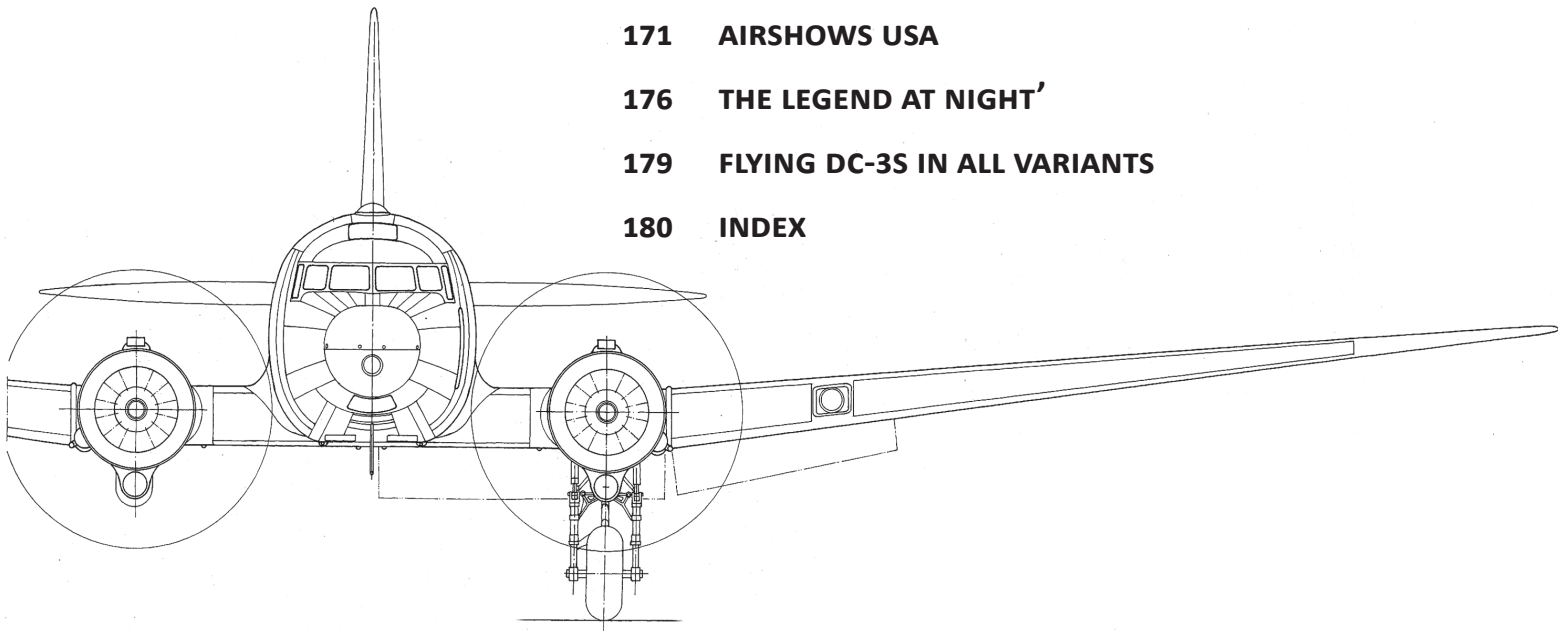 171 AIRSHOWS USA
176 THE LEGEND AT NIGHT'
179 FLYING DC-3S IN ALL VARIANTS
180 INDEX